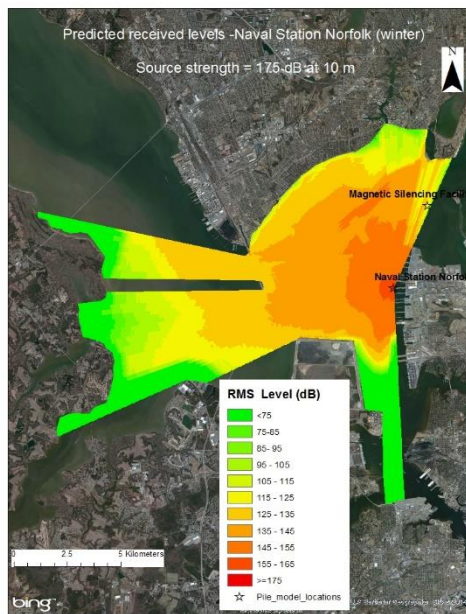 Predicted received levels -Naval Station Norfolk (winter)
Source strength = 175 dB at 10 m
N
Magnetic Silencing Facili
Naval Station Norfol
RMS Level (dB)
<75
75-85
85- 95
95 - 105
105 - 115
115 - 125
125 - 135
135 - 145
145 - 155
155 - 165
>=175
Pile_model_locations
0 2.5 5 Kilometers
bing